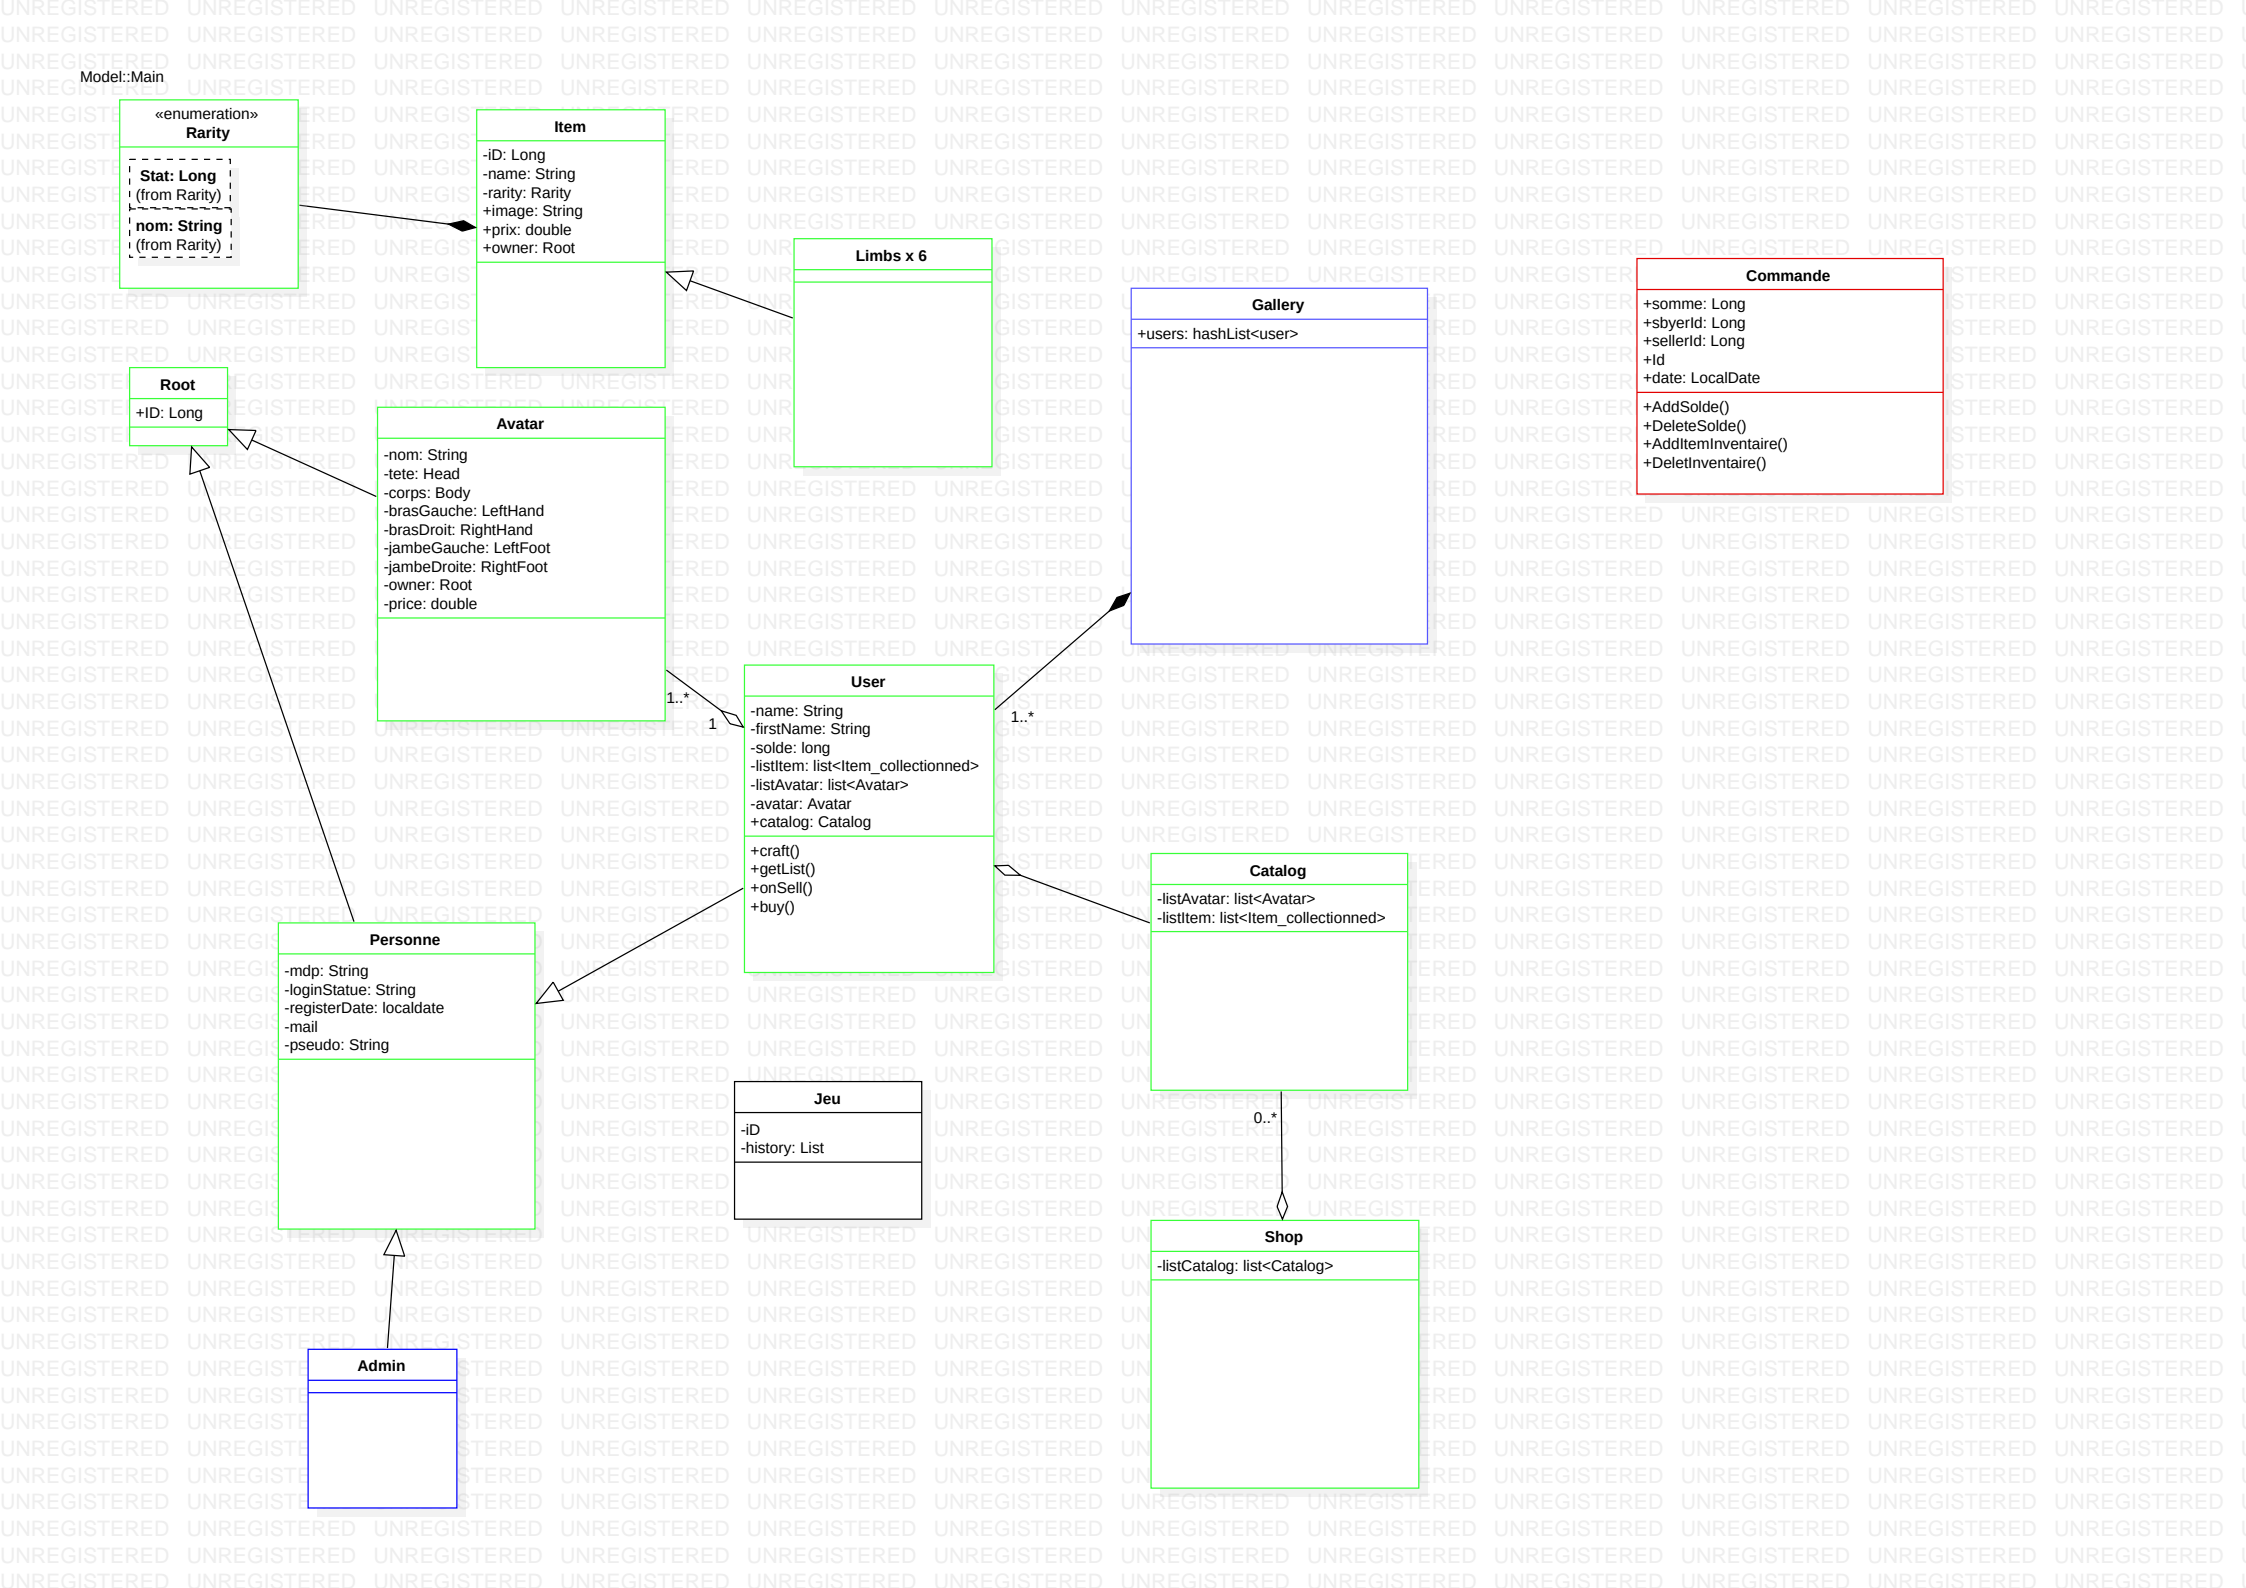 Model::Main
«enumeration»
Rarity
Stat: Long
(from Rarity)
nom: String
(from Rarity)
Item
-iD: Long
-name: String
-rarity: Rarity
+image: String
+prix: double
+owner: Root
Limbs x 6
Gallery
+users: hashList<user>
Commande
+somme: Long
+sbyerId: Long
+sellerId: Long
+Id
+date: LocalDate
+AddSolde()
+DeleteSolde()
+AddItemInventaire()
+DeletInventaire()
Root
+ID: Long
Avatar
-nom: String
-tete: Head
-corps: Body
-brasGauche: LeftHand
-brasDroit: RightHand
-jambeGauche: LeftFoot
-jambeDroite: RightFoot
-owner: Root
-price: double
1..*
1
User
-name: String
-firstName: String
-solde: long
-listItem: list<Item_collectionned>
-listAvatar: list<Avatar>
-avatar: Avatar
+catalog: Catalog
+craft()
+getList()
+onSell()
+buy()
1..*
Catalog
-listAvatar: list<Avatar>
-listItem: list<Item_collectionned>
0..*
Personne
-mdp: String
-loginStatue: String
-registerDate: localdate
-mail
-pseudo: String
Jeu
-iD
-history: List
Shop
-listCatalog: list<Catalog>
Admin
UNREGISTERED